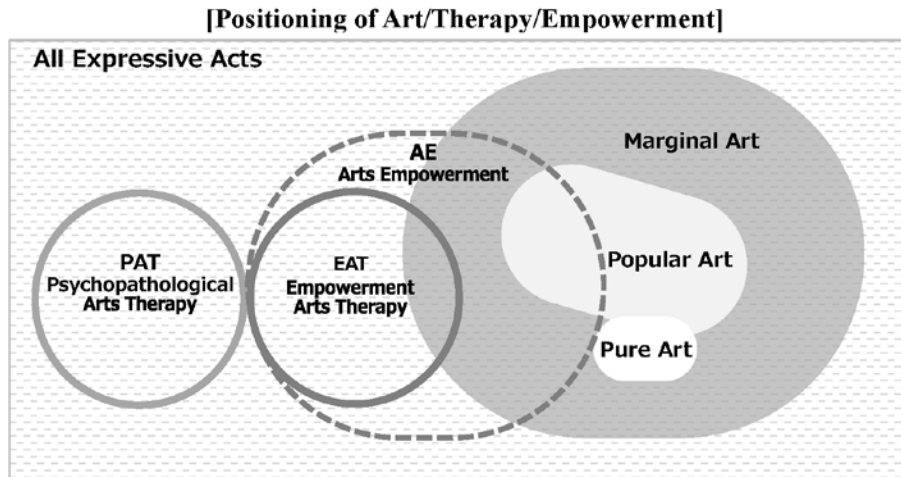 [Positioning of Art/Therapy/Empowerment]
All Expressive Acts
Marginal Art
AE
Arts Empowerment
PAT
Psychopathological
Arts Therapy
EAT
Empowerment
Arts Therapy
Popular Art
Pure Art